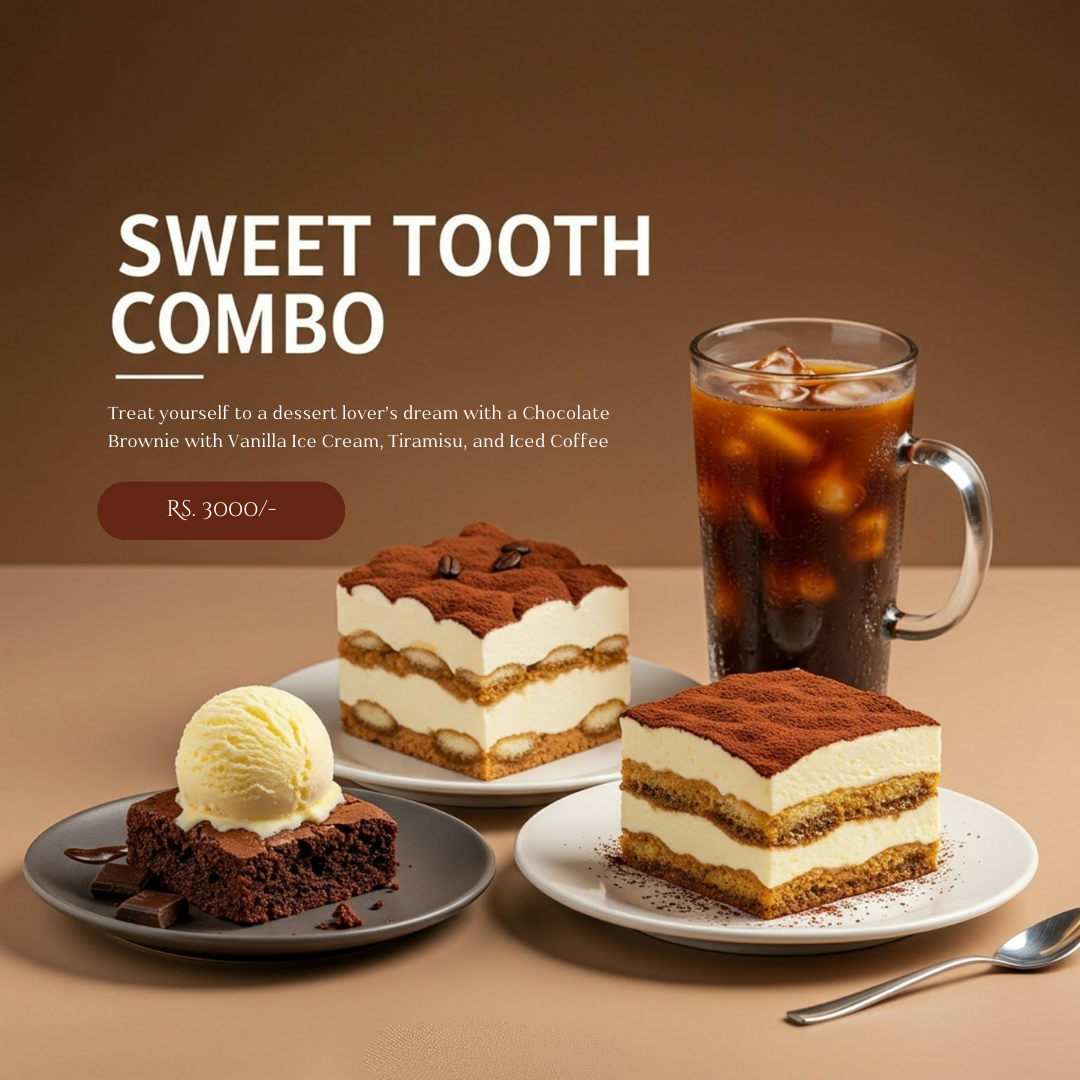 SWEET TOOTH
COMBO
Treat yourself to a dessert lover's dream with a Chocolate
Brownie with Vanilla Ice Cream, Tiramisu, and Iced Coffee
RS. 3000/-